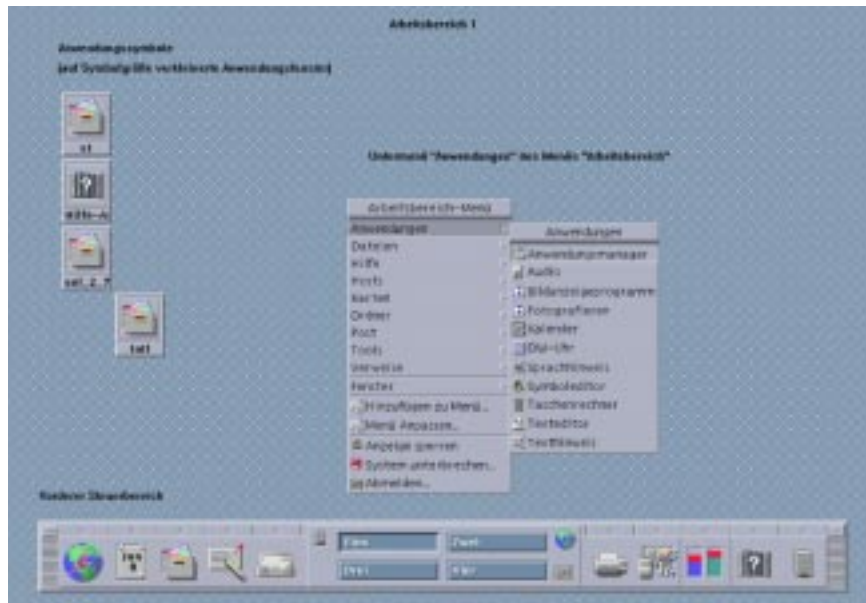 Arbeitsbereich 1
Anwendungssymbole
(auf Symbolgröße verkleinerte Anwendungsfenster)
Untermenü "Anwendungen" des Menüs "Arbeitsbereich"
Arbeitsbereich-Menü
Anwendungen
Dateien
Hilfe
Hosts
Karten
Ordner
Post
Tools
Verweise
Fenster
Hinzufügen zu Menü...
Menü Anpassen...
Anzeige sperren
System unterbrechen...
Abmelden...
Anwendungen
Anwendungsmanager
Audio
Bildanzeigeprogramm
Fotografieren
Kalender
Digi-Uhr
Sprachhinweis
Symboleditor
Taschenrechner
Texteditor
Texthinweis
Vorderer Steuerbereich
Eins
Zwei
Drei
Vier